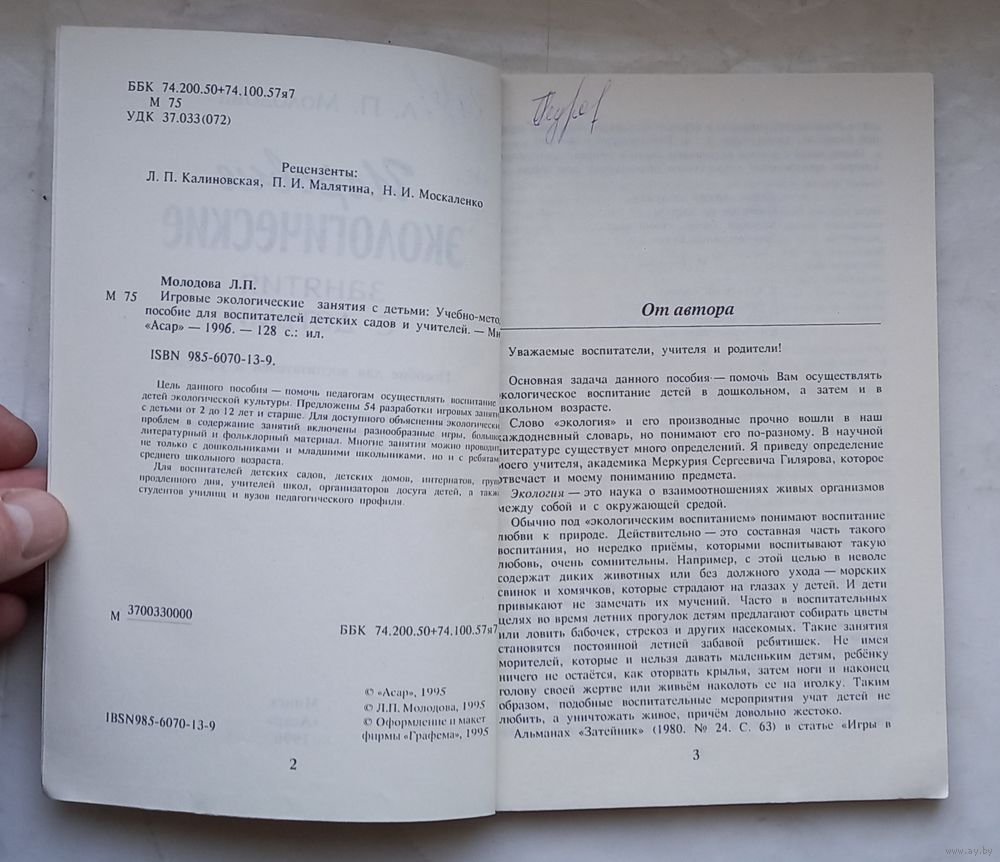 ББК 74.200.50+74.100.57я7
М 75
УДК 37.033(072)
Рецензенты:
Л. П. Калиновская, П. И. Малятина, Н. И. Москаленко
Молодова Л.П.
М 75 Игровые экологические занятия с детьми: Учебно-мето
пособие для воспитателей детских садов и учителей. — Ми
«Асар» — 1996. — 128 с.: ил.
ISBN 985-6070-13-9.
Цель данного пособия — помочь педагогам осуществлять воспитание
детей экологической культуры. Предложены 54 разработки игровых заняти
с детьми от 2 до 12 лет и старше. Для доступного объяснения экологически
проблем в содержание занятий включены разнообразные игры, больш
литературный и фольклорный материал. Многие занятия можно проводит
не только с дошкольниками и младшими школьниками, но и с ребятам
среднего школьного возраста.
Для воспитателей детских садов, детских домов, интернатов, груп
продленного дня, учителей школ, организаторов досуга детей, а такж
студентов училищ и вузов педагогического профиля.
М 3700330000
ББК 74.200.50+74.100.57я7
© «Асар», 1995
© Л.П. Молодова, 1995
© Оформление и макет
фирмы «Графема», 1995
IBSN985-6070-13-9
2
От автора
Уважаемые воспитатели, учителя и родители!
Основная задача данного пособия — помочь Вам осуществлять
экологическое воспитание детей в дошкольном, а затем и в
школьном возрасте.
Слово «экология» и его производные прочно вошли в наш
каждодневный словарь, но понимают его по-разному. В научной
литературе существует много определений. Я приведу определение
моего учителя, академика Меркурия Сергеевича Гилярова, которое
отвечает и моему пониманию предмета.
Экология — это наука о взаимоотношениях живых организмов
между собой и с окружающей средой.
Обычно под «экологическим воспитанием» понимают воспитание
любви к природе. Действительно — это составная часть такого
воспитания, но нередко приёмы, которыми воспитывают такую
любовь, очень сомнительны. Например, с этой целью в неволе
содержат диких животных или без должного ухода — морских
свинок и хомячков, которые страдают на глазах у детей. И дети
привыкают не замечать их мучений. Часто в воспитательных
целях во время летних прогулок детям предлагают собирать цветы
или ловить бабочек, стрекоз и других насекомых. Такие занятия
становятся постоянной летней забавой ребятишек. Не имея
морителей, которые и нельзя давать маленьким детям, ребёнку
ничего не остаётся, как оторвать крылья, затем ноги и наконец
голову своей жертве или живьём наколоть ее на иголку. Таким
образом, подобные воспитательные мероприятия учат детей не
любить, а уничтожать живое, причём довольно жестоко.
Альманах «Затейник» (1980. № 24. С. 63) в статье «Игры в
3
www.ay.by